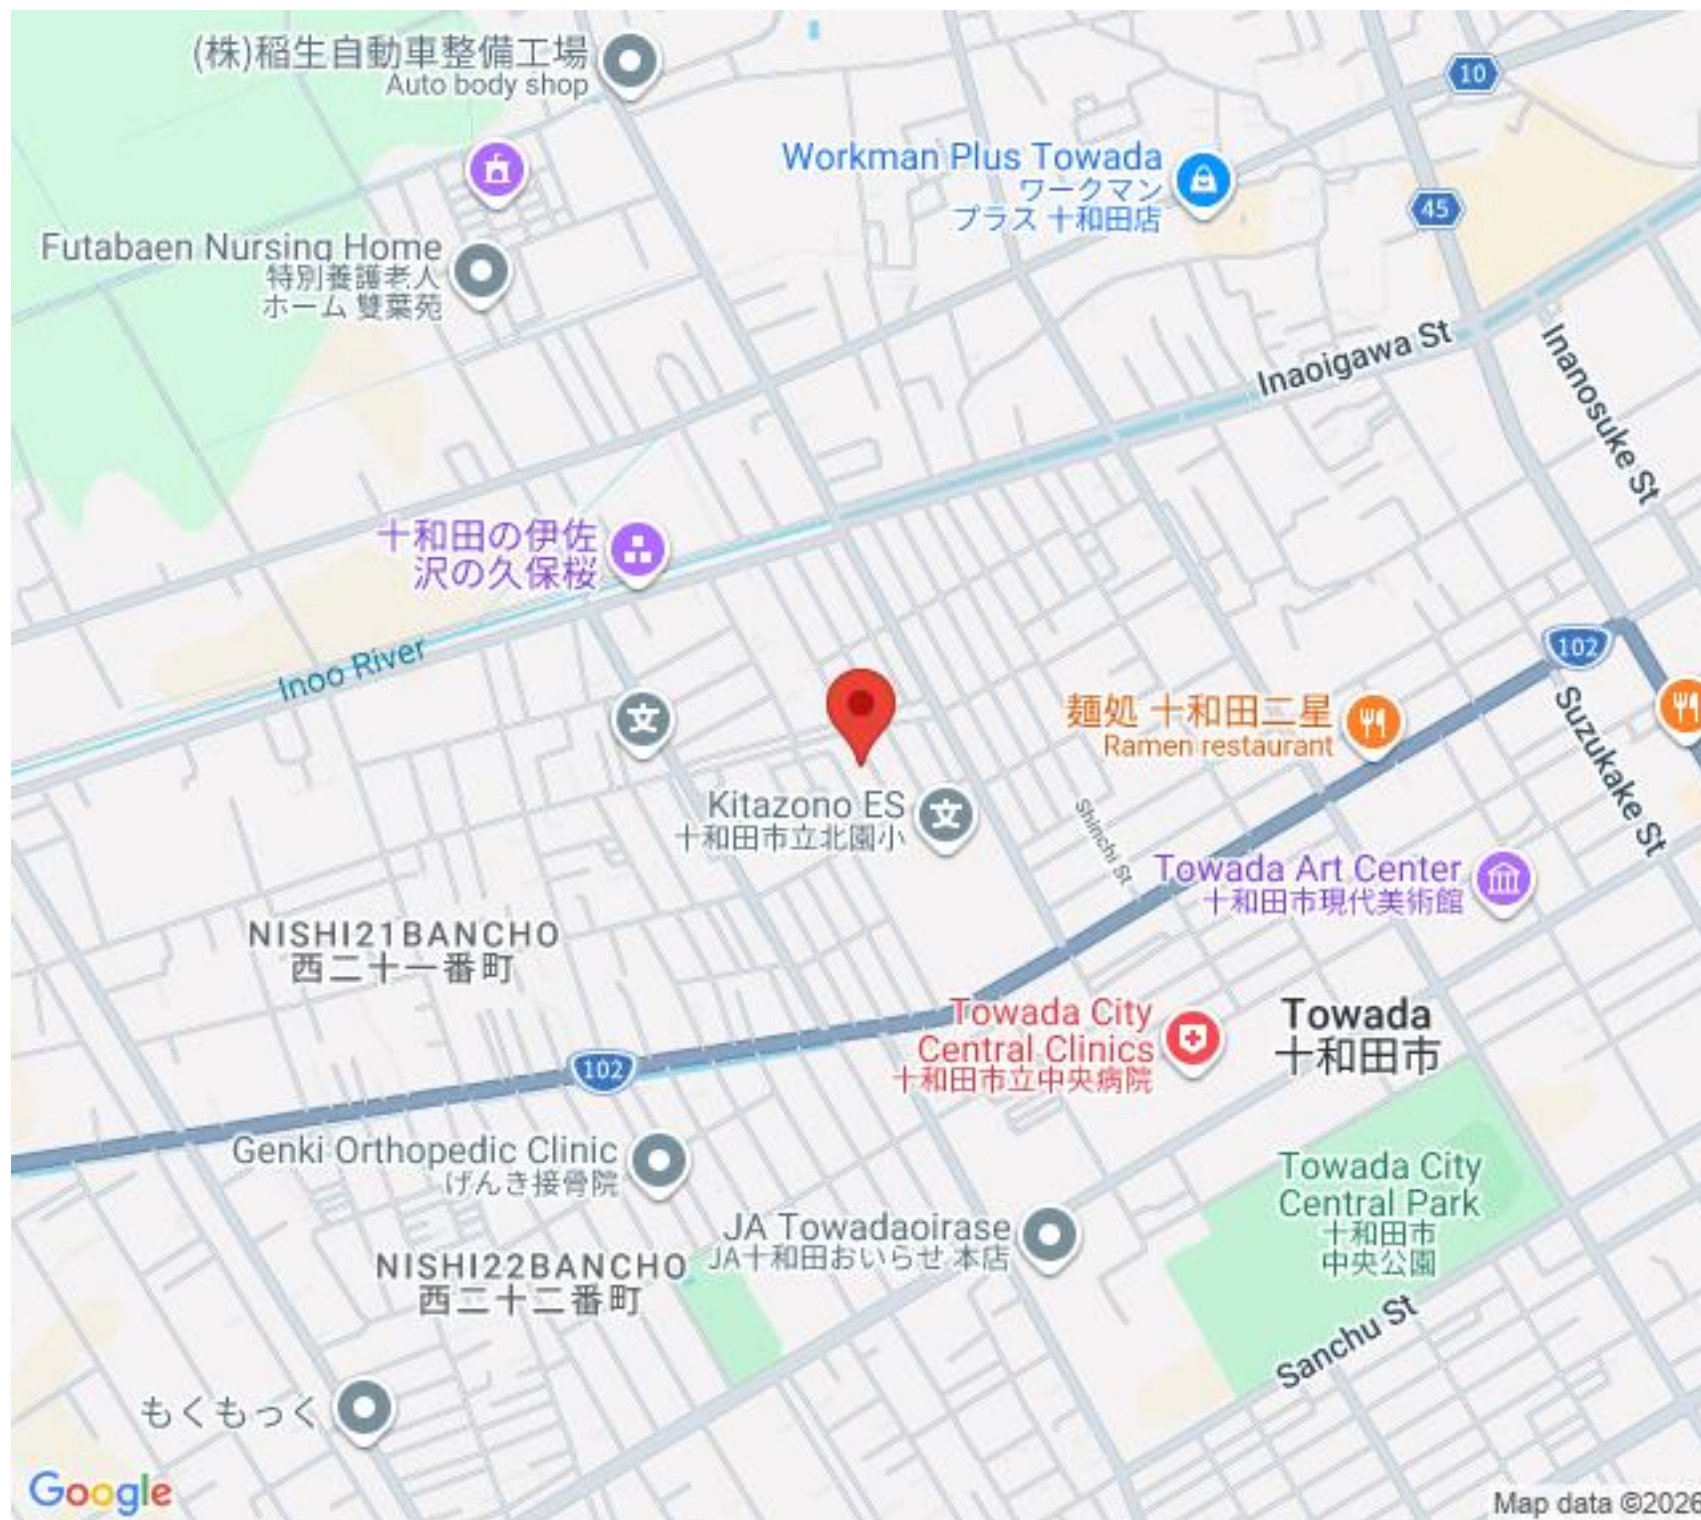 (株)稲生自動車整備工場
Auto body shop
10
Workman Plus Towada
ワークマン
プラス 十和田店
45
Futabaen Nursing Home
特別養護老人
ホーム 雙葉苑
Inaoigawa St
Inanosuke St
十和田の伊佐
沢の久保桜
Inoo River
102
文
麺処 十和田二星
Ramen restaurant
Suzukake St
Kitazono ES
十和田市立北園小
文
Shinchi St
Towada Art Center
十和田市現代美術館
NISHI21BANCHO
西二十一番町
Towada City
Central Clinics
十和田市立中央病院
Towada
十和田市
102
Genki Orthopedic Clinic
げんき接骨院
Towada City
Central Park
十和田市
中央公園
JA Towadaoirase
JA十和田おいらせ 本店
NISHI22BANCHO
西二十二番町
Sanchu St
もくもっく
Google
Map data ©2026